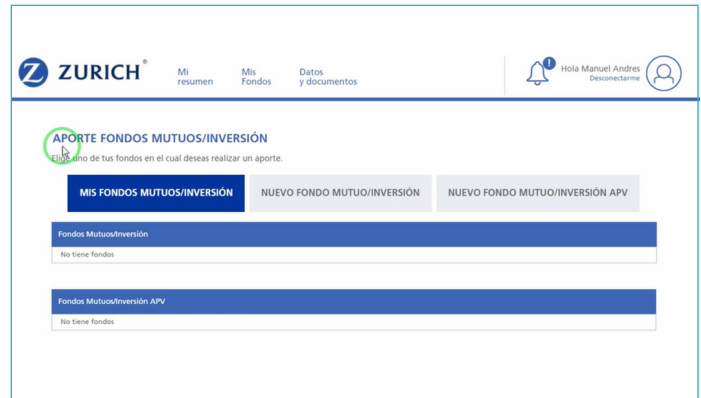 ZURICH®
Mi resumen
Mis Fondos
Datos y documentos
!
Hola Manuel Andres
Desconectarme
APORTE FONDOS MUTUOS/INVERSIÓN
Elige uno de tus fondos en el cual deseas realizar un aporte.
MIS FONDOS MUTUOS/INVERSIÓN
NUEVO FONDO MUTUO/INVERSIÓN
NUEVO FONDO MUTUO/INVERSIÓN APV
Fondos Mutuos/Inversión
No tiene fondos
Fondos Mutuos/Inversión APV
No tiene fondos